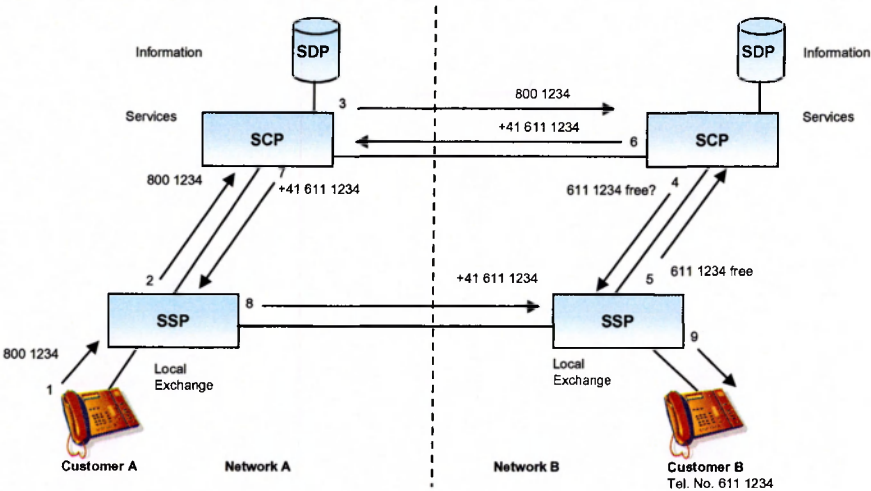 SDP
SDP
Information
Information
3
800 1234
Services
Services
+41 611 1234
6
SCP
SCP
7
800 1234
+41 611 1234
611 1234 free?
4
2
+41 611 1234
5
611 1234 free
8
SSP
SSP
9
800 1234
1
Local
Exchange
Local
Exchange
Customer A
Network A
Network B
Customer B
Tel. No. 611 1234